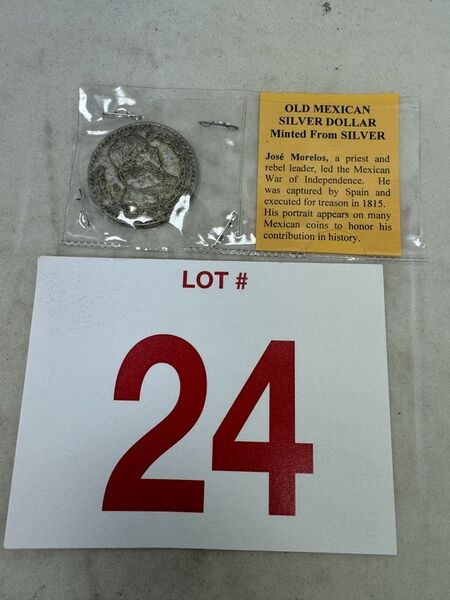 OLD MEXICAN
SILVER DOLLAR
Minted From SILVER
José Morelos, a priest and
rebel leader, led the Mexican
War of Independence. He
was captured by Spain and
executed for treason in 1815.
His portrait appears on many
Mexican coins to honor his
contribution in history.
LOT #
24